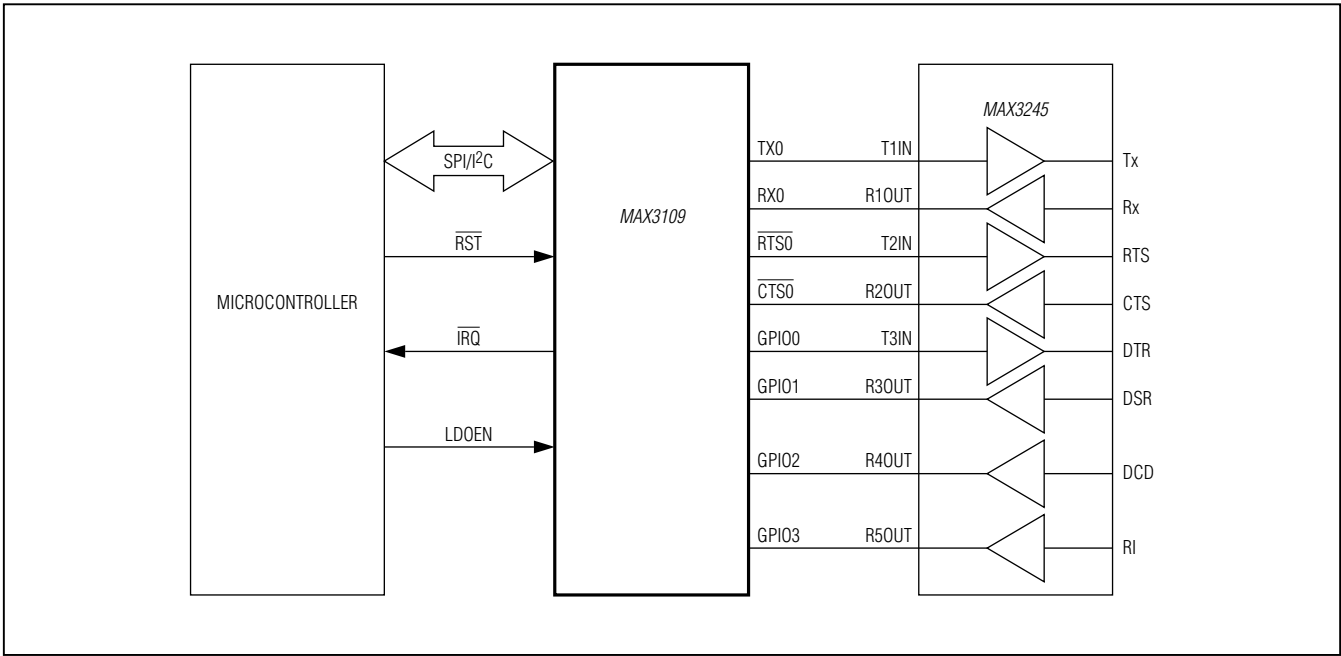 MAX3245
SPI/I²C
TX0 T1IN Tx
RX0 R1OUT Rx
MAX3109
RST
RTS0 T2IN RTS
MICROCONTROLLER
CTS0 R2OUT CTS
IRQ
GPIO0 T3IN DTR
GPIO1 R3OUT DSR
LDOEN
GPIO2 R4OUT DCD
GPIO3 R5OUT RI